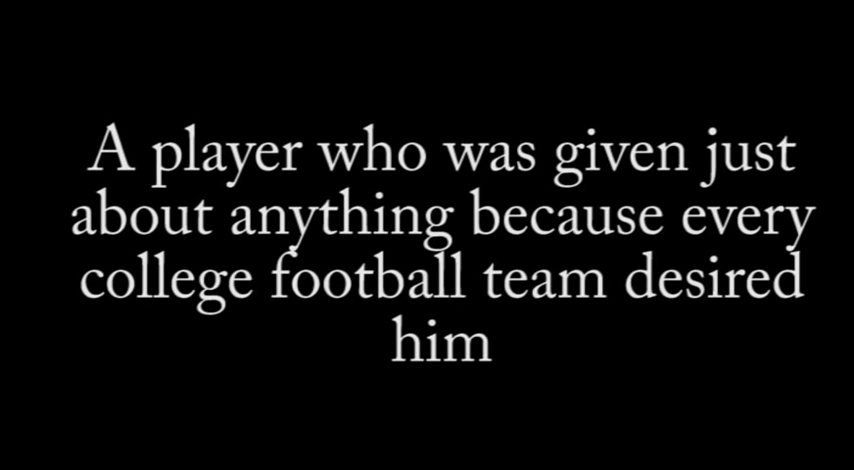 A player who was given just
about anything because every
college football team desired
him